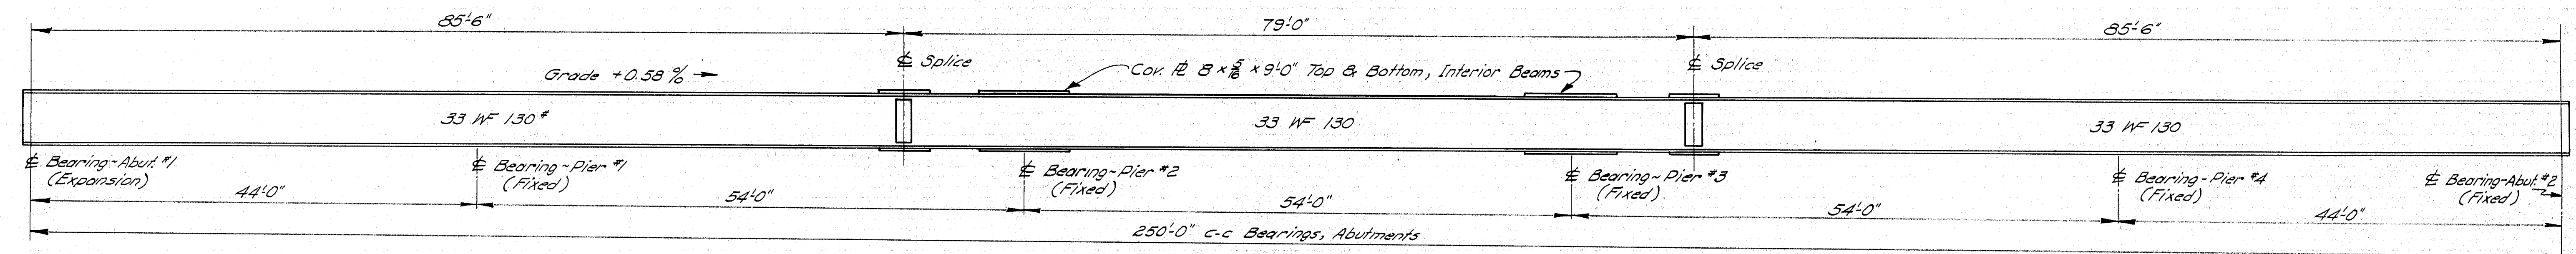 85'-6"
79'-0"
85'-6"
Grade +0.58 %
℄ Splice
Cov. ℞ 8 x 5/16 x 9'-0" Top & Bottom, Interior Beams
℄ Splice
33 WF 130#
33 WF 130
33 WF 130
℄ Bearing~Abut. #1
(Expansion)
℄ Bearing~Pier #1
(Fixed)
℄ Bearing~Pier #2
(Fixed)
℄ Bearing~Pier #3
(Fixed)
℄ Bearing-Pier #4
(Fixed)
℄ Bearing-Abut. #2
(Fixed)
44'-0"
54'-0"
54'-0"
54'-0"
44'-0"
250'-0" c-c Bearings, Abutments